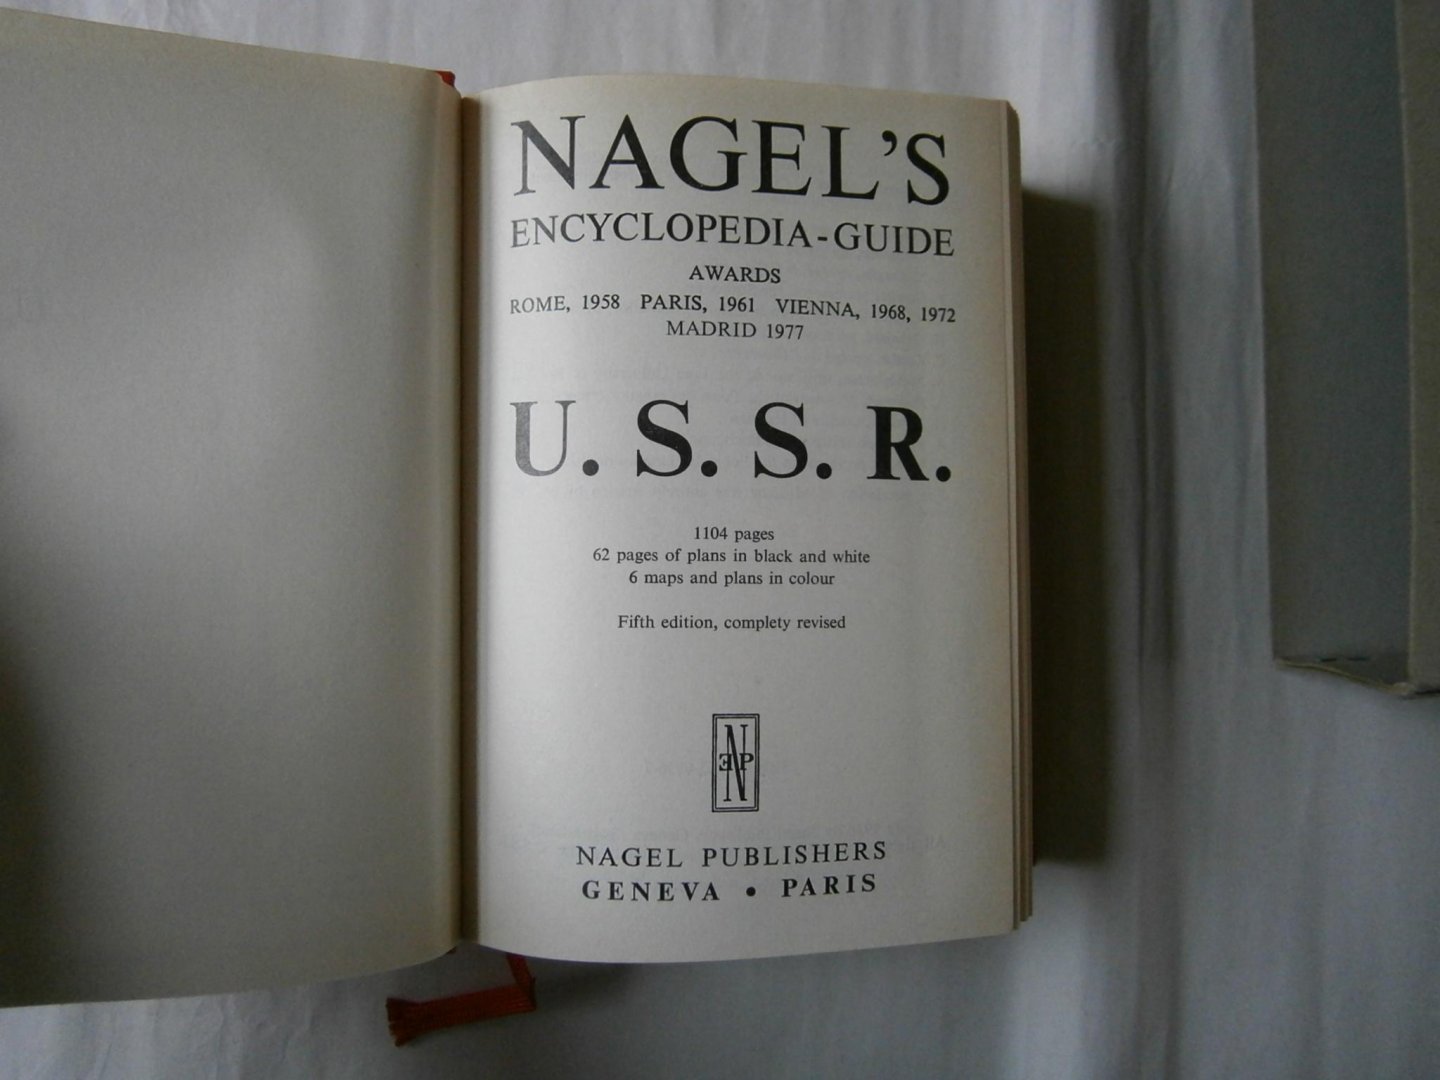 NAGEL'S
ENCYCLOPEDIA-GUIDE
AWARDS
ROME, 1958 PARIS, 1961 VIENNA, 1968, 1972
MADRID 1977
U. S. S. R.
1104 pages
62 pages of plans in black and white
6 maps and plans in colour
Fifth edition, complety revised
NAGEL PUBLISHERS
GENEVA • PARIS